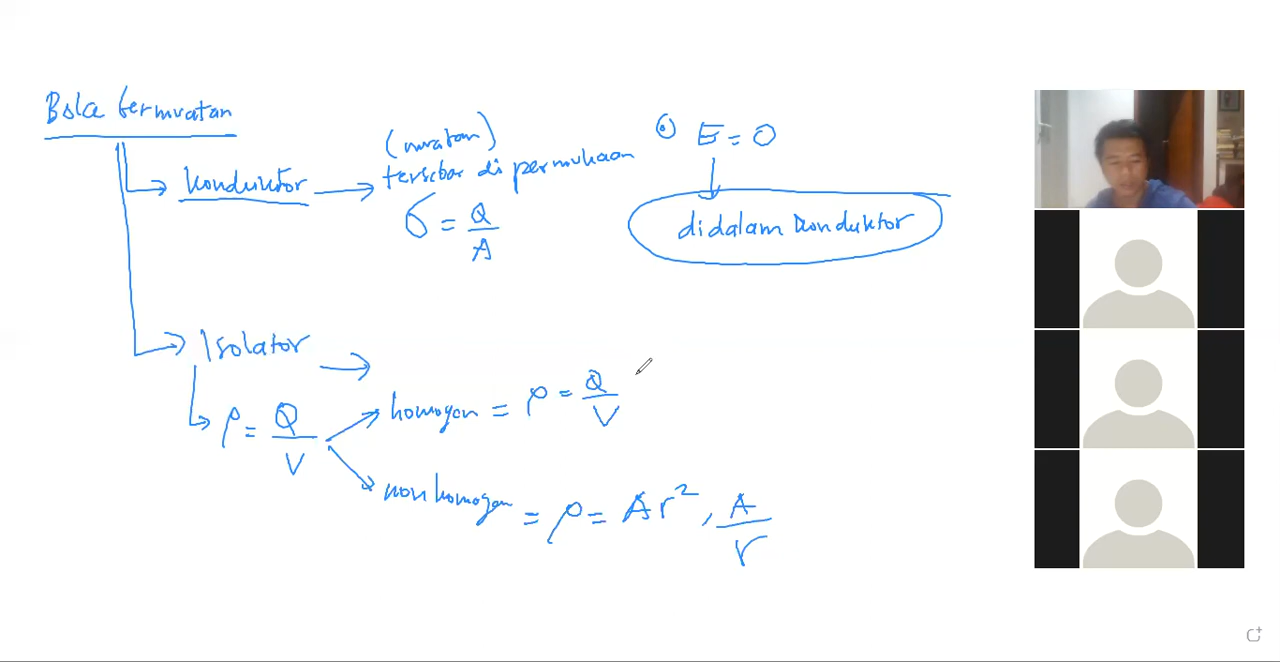 Bola bermuatan
Konduktor → (muatan)
tersebar di permukaan
σ = Q/A
⊙ E = 0
didalam Konduktor
Isolator →
ρ = Q/V
homogen = ρ = Q/V
non homogen = ρ = Ar², A/r